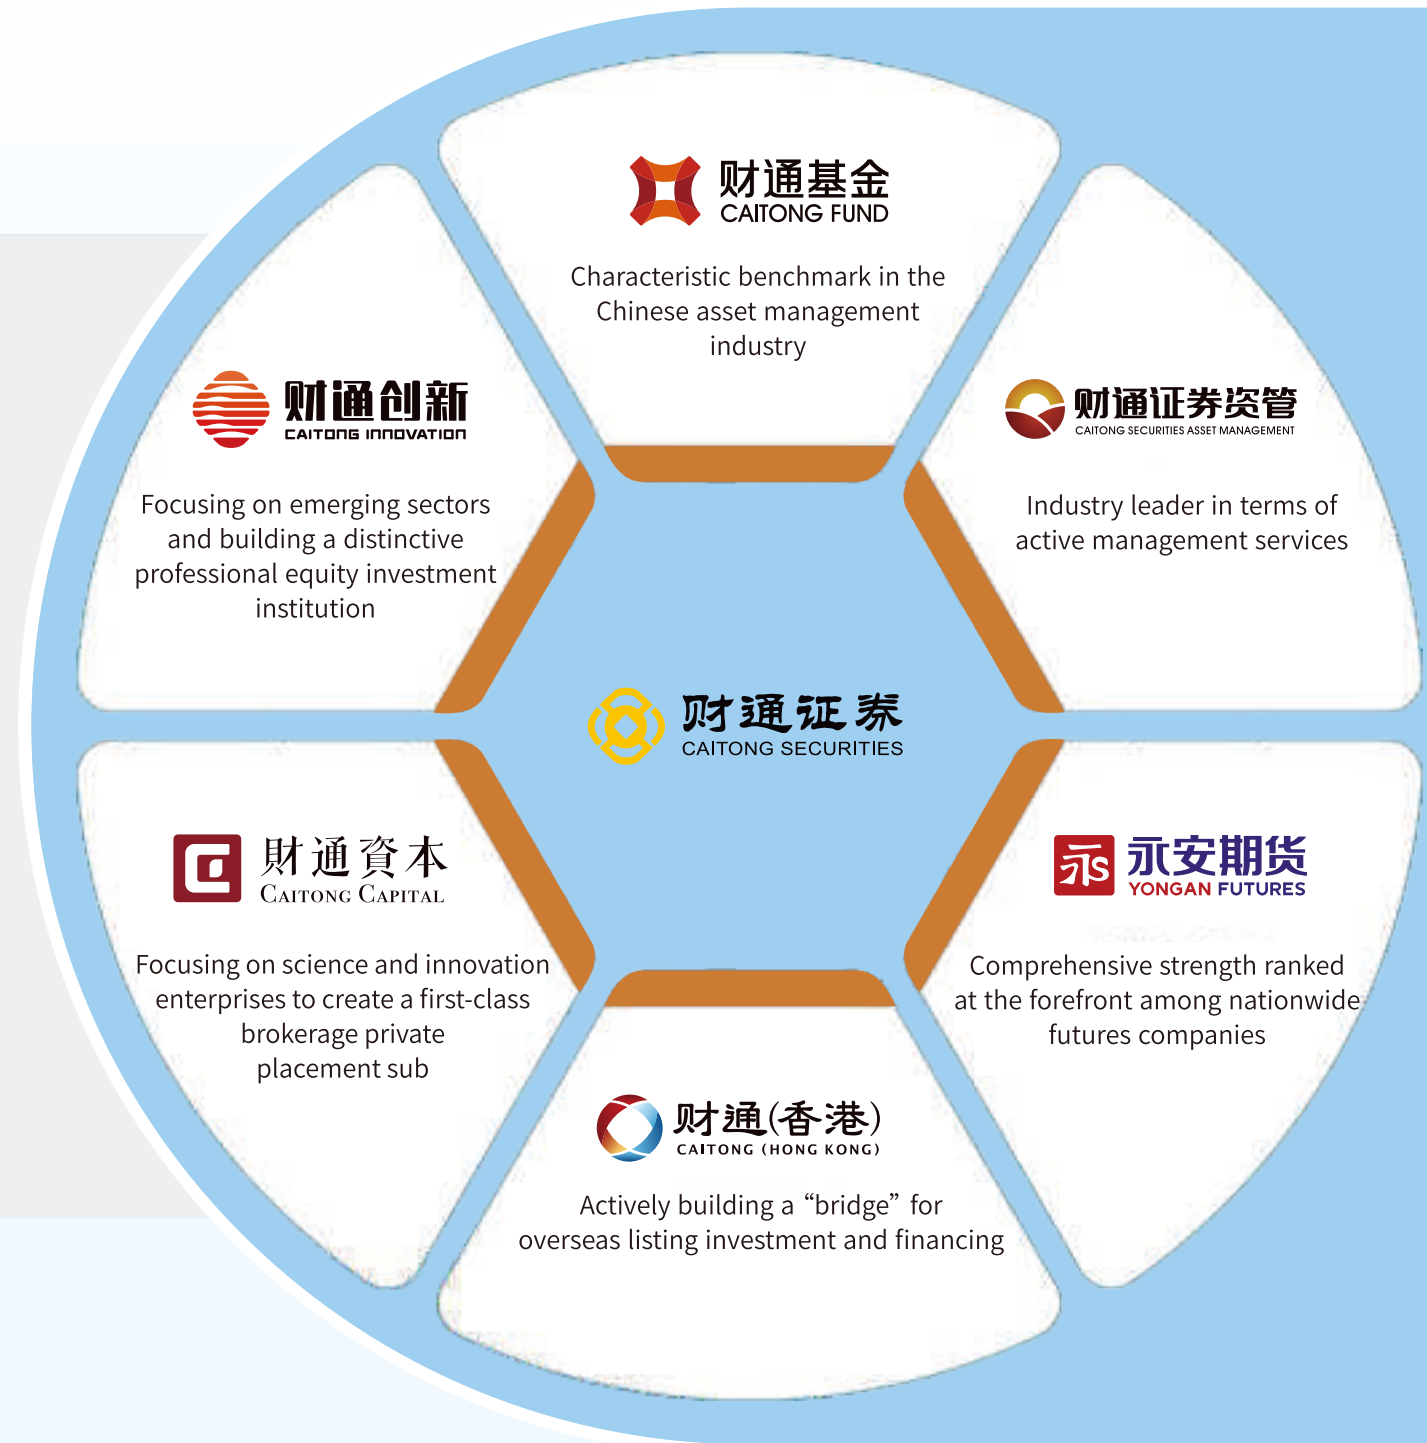 财通基金
CAITONG FUND
Characteristic benchmark in the
Chinese asset management
industry
财通创新
CAITONG INNOVATION
Focusing on emerging sectors
and building a distinctive
professional equity investment
institution
财通证券资管
CAITONG SECURITIES ASSET MANAGEMENT
Industry leader in terms of
active management services
财通证券
CAITONG SECURITIES
財通資本
CAITONG CAPITAL
Focusing on science and innovation
enterprises to create a first-class
brokerage private
placement sub
永安期货
YONGAN FUTURES
Comprehensive strength ranked
at the forefront among nationwide
futures companies
财通(香港)
CAITONG (HONG KONG)
Actively building a “bridge” for
overseas listing investment and financing